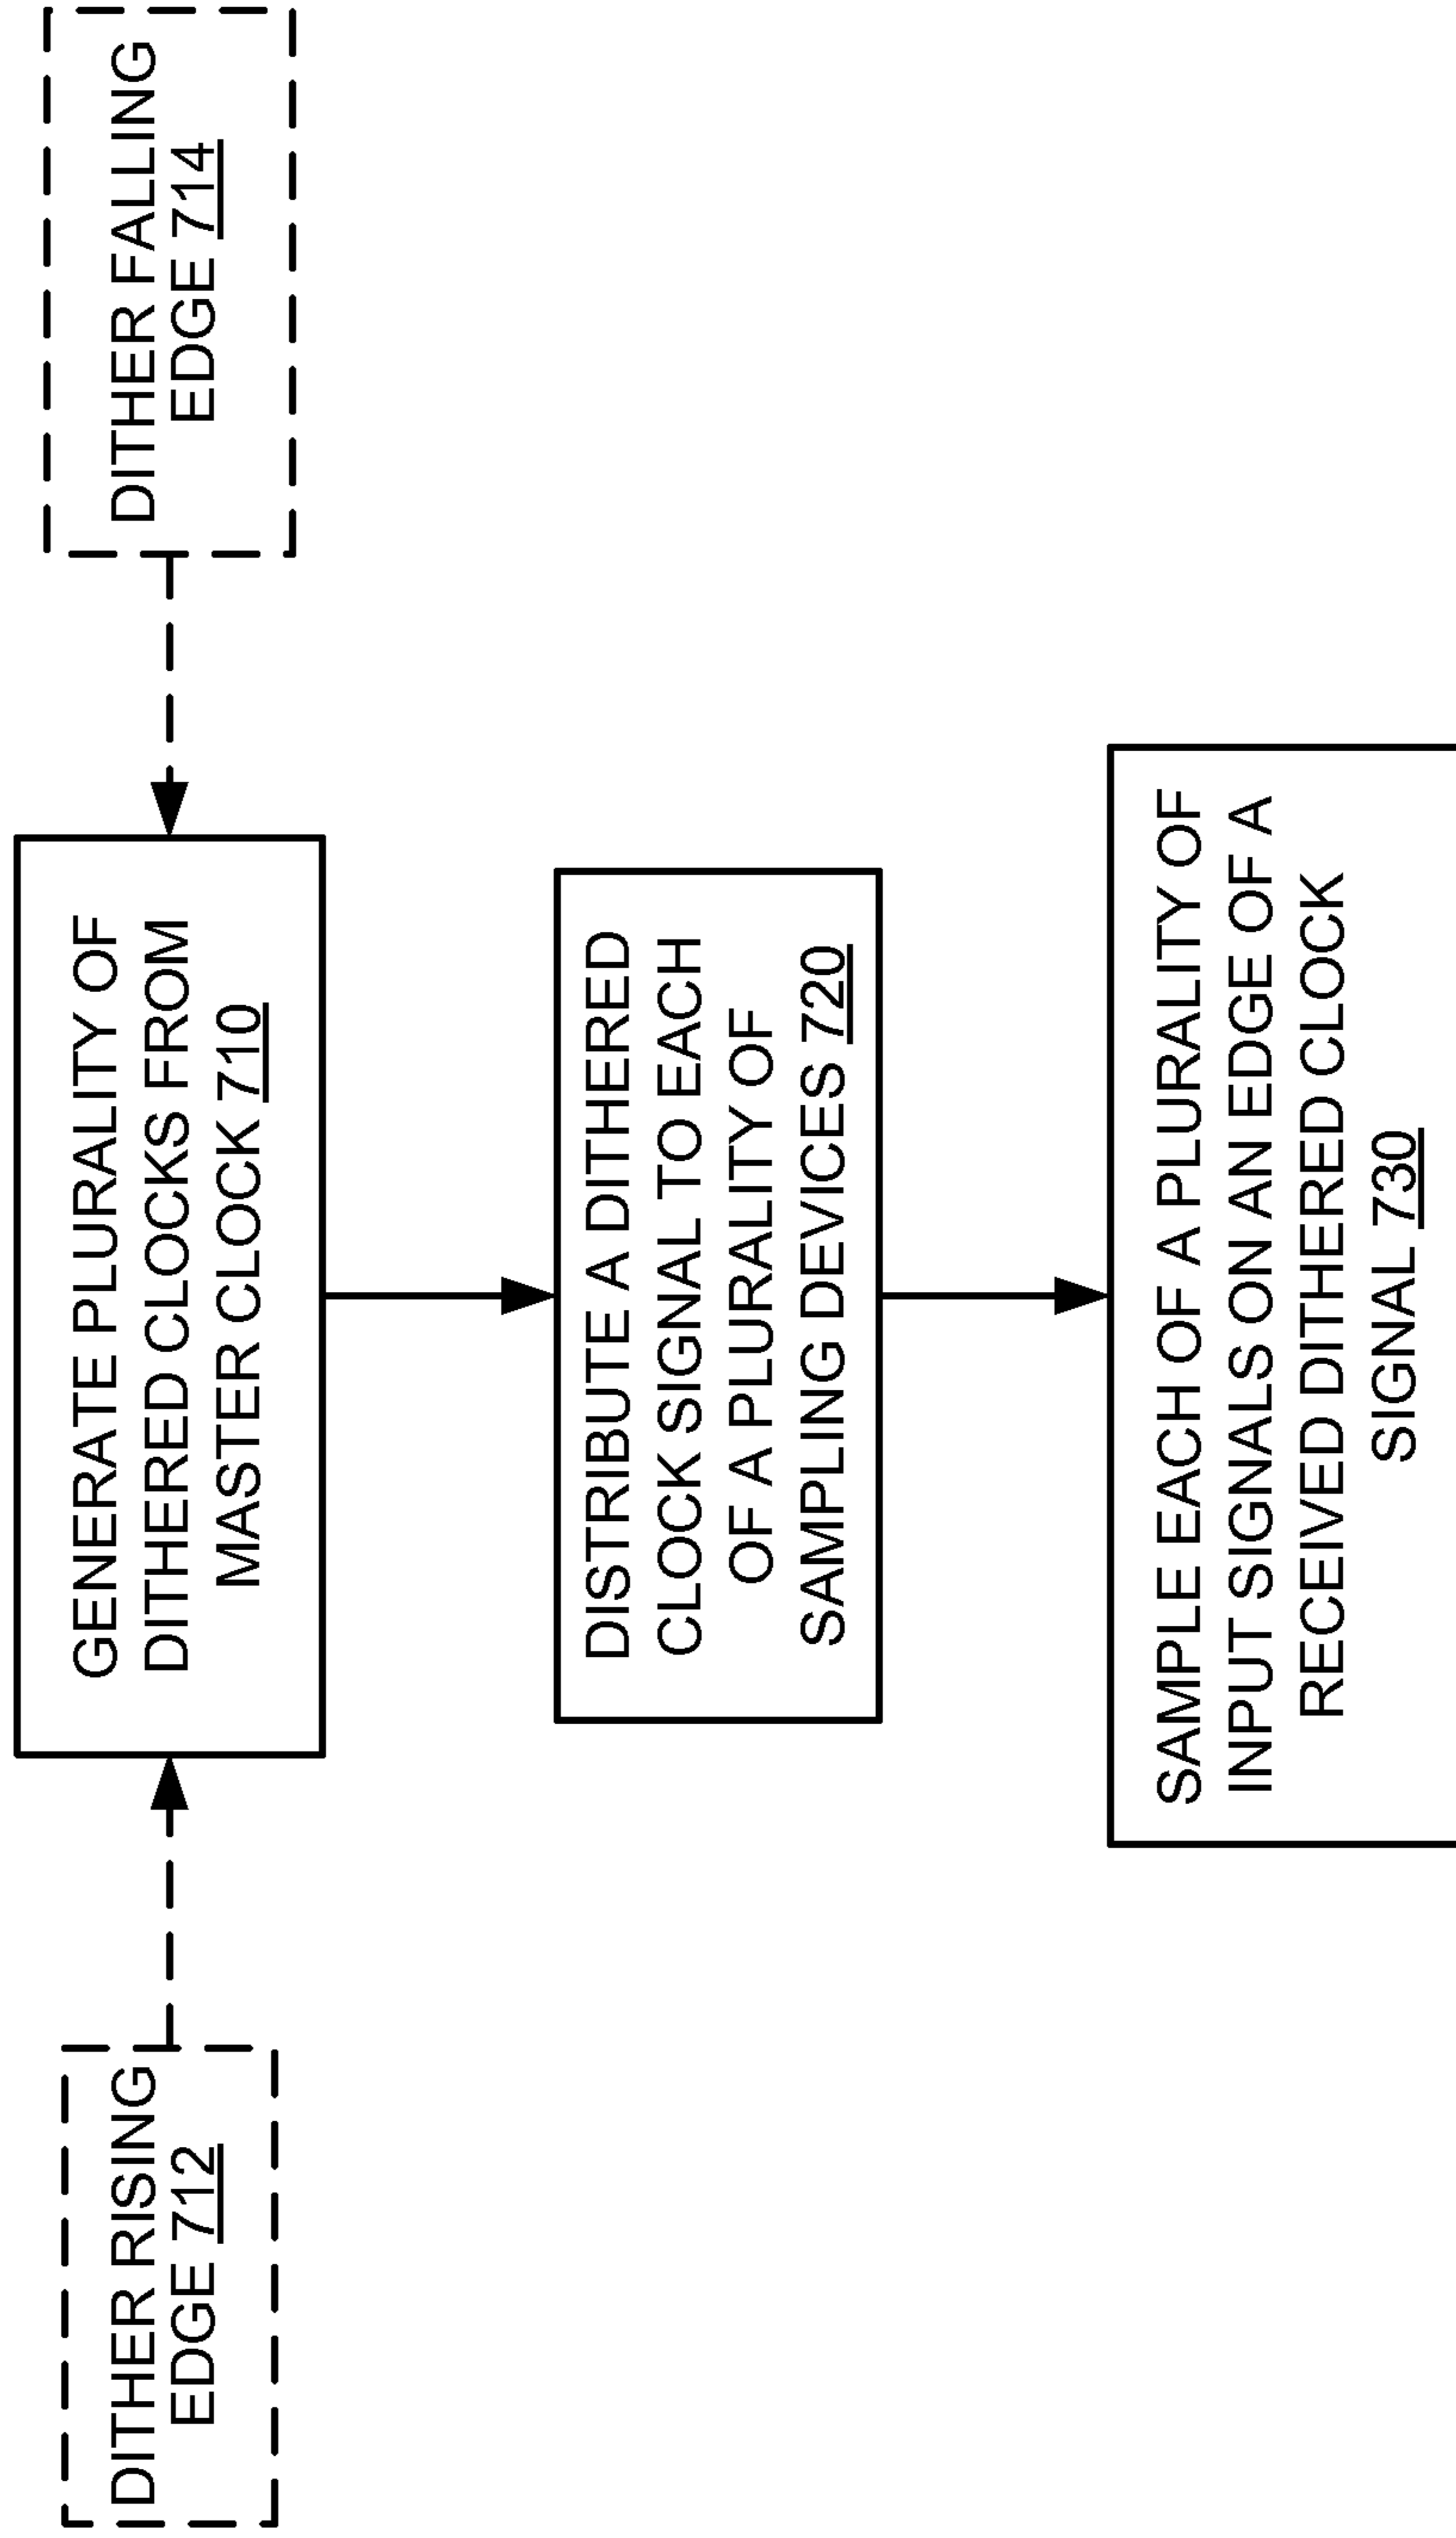 DITHER RISING
EDGE 712
GENERATE PLURALITY OF
DITHERED CLOCKS FROM
MASTER CLOCK 710
DITHER FALLING
EDGE 714
DISTRIBUTE A DITHERED
CLOCK SIGNAL TO EACH
OF A PLURALITY OF
SAMPLING DEVICES 720
SAMPLE EACH OF A PLURALITY OF
INPUT SIGNALS ON AN EDGE OF A
RECEIVED DITHERED CLOCK
SIGNAL 730